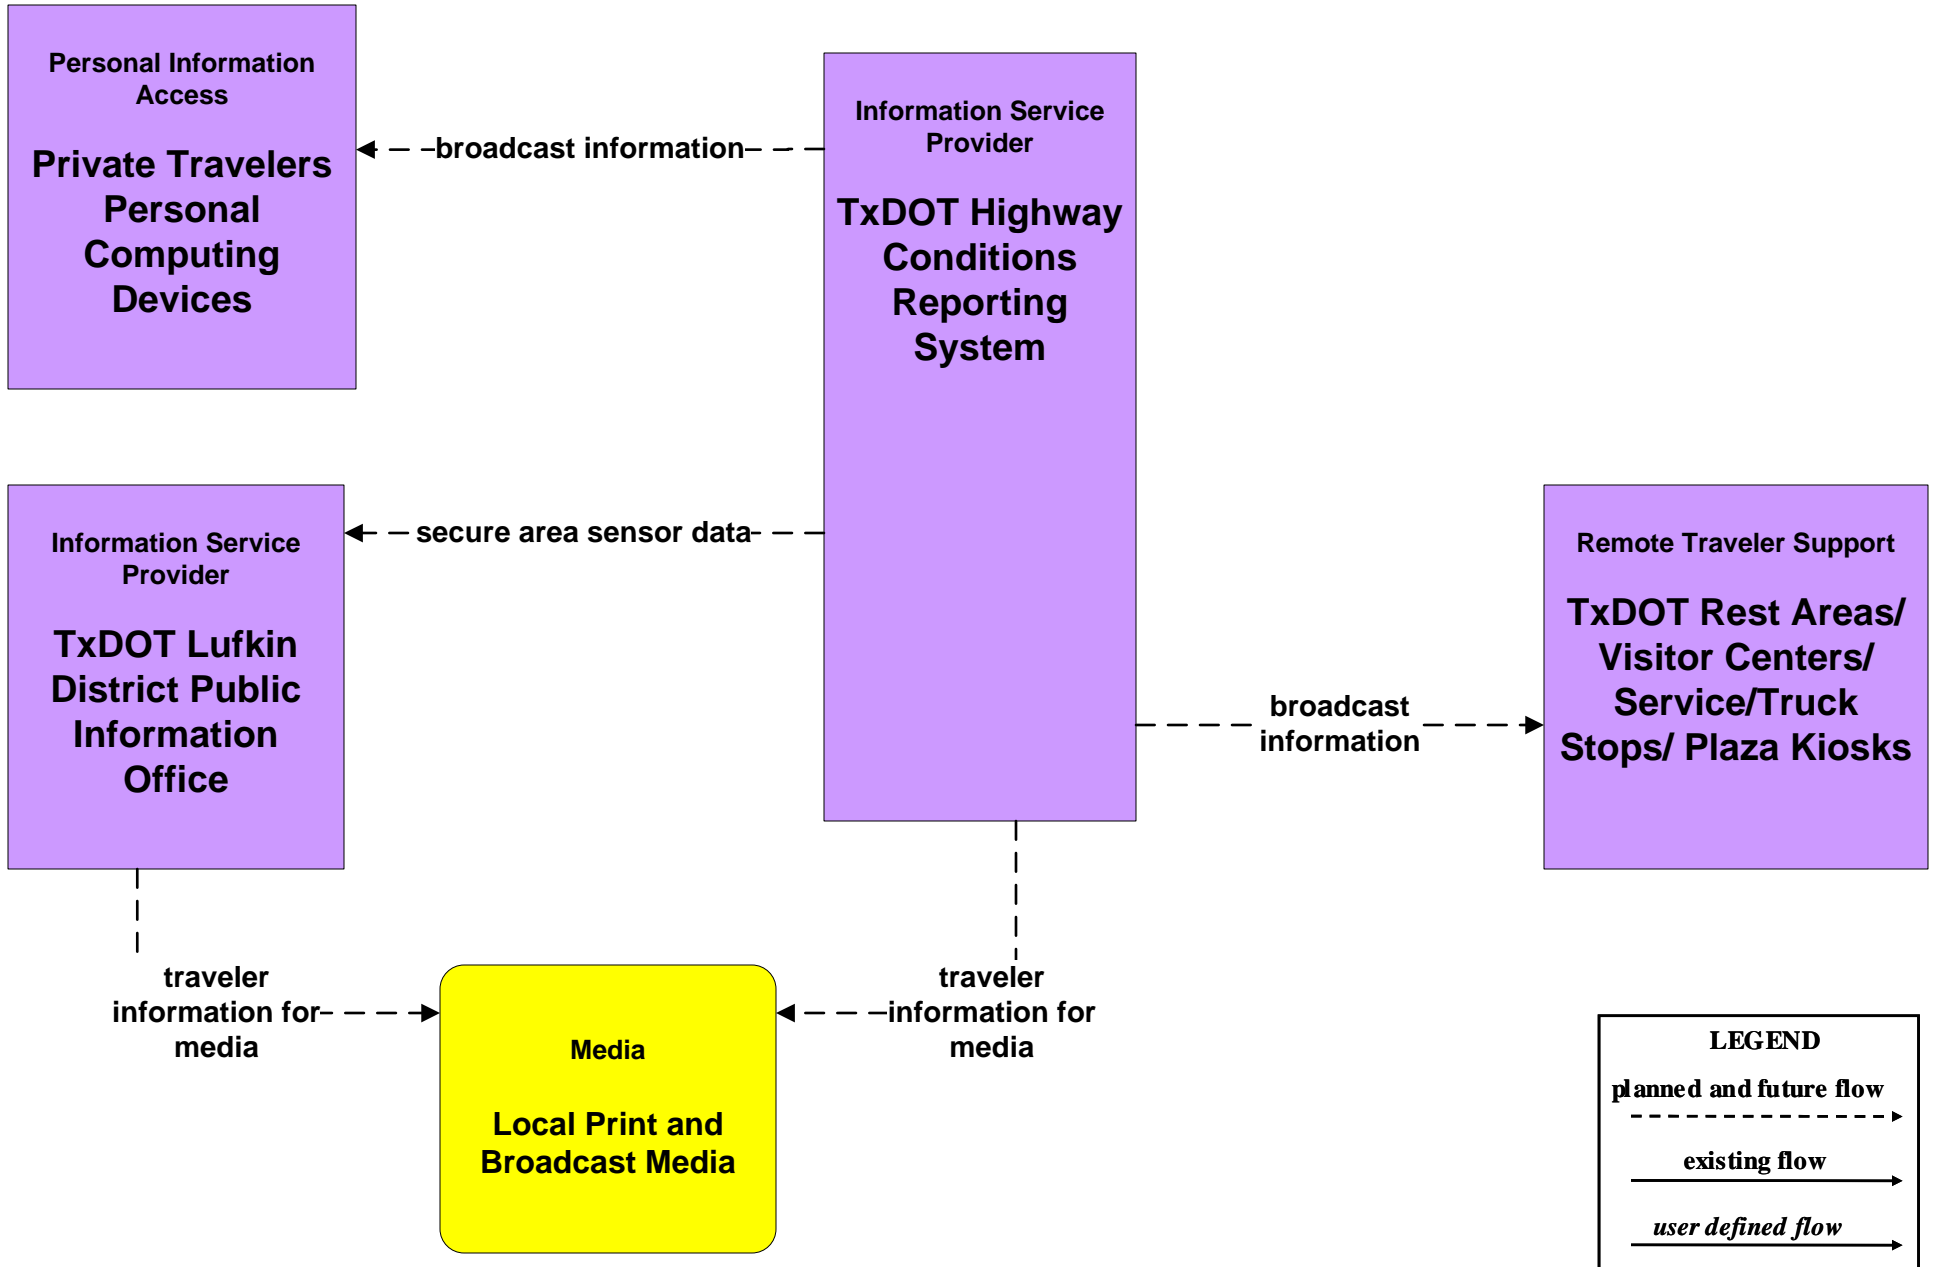 Personal Information
Access
Private Travelers
Personal
Computing
Devices
broadcast information
Information Service
Provider
TxDOT Highway
Conditions
Reporting
System
Information Service
Provider
TxDOT Lufkin
District Public
Information
Office
secure area sensor data
Remote Traveler Support
TxDOT Rest Areas/
Visitor Centers/
Service/Truck
Stops/ Plaza Kiosks
broadcast
information
traveler
information for
media
Media
Local Print and
Broadcast Media
traveler
information for
media
LEGEND
planned and future flow
existing flow
user defined flow